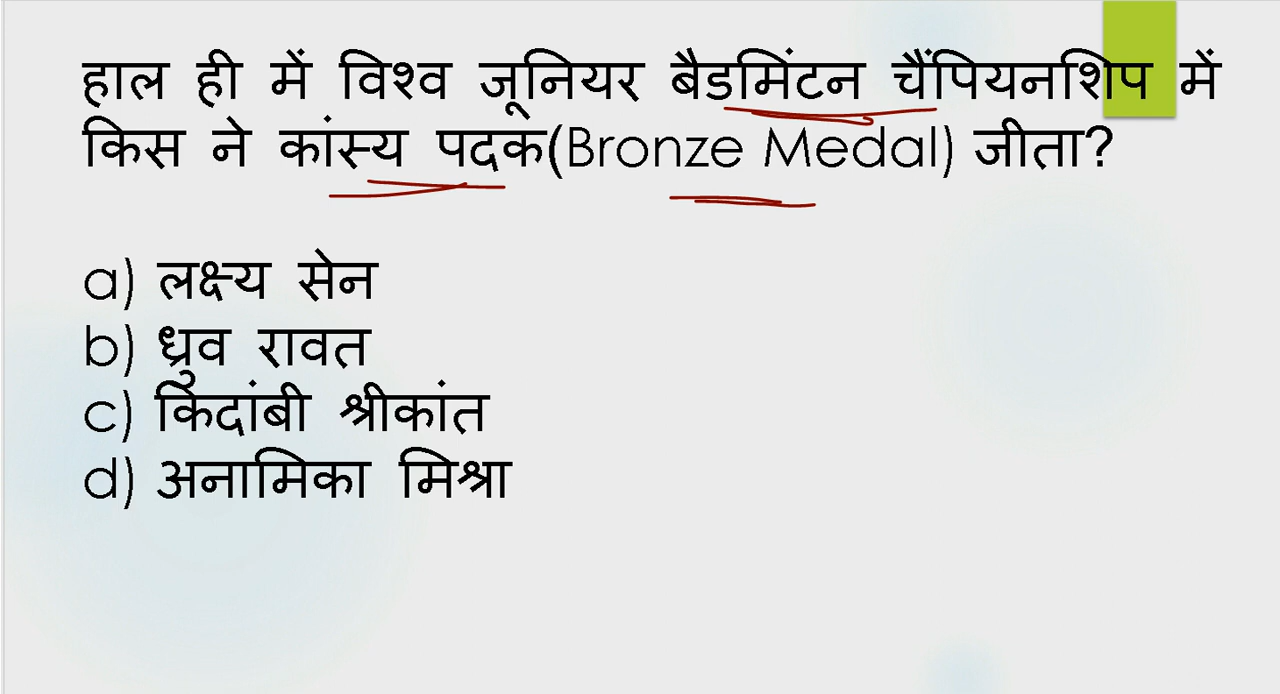 हाल ही में विश्व जूनियर बैडमिंटन चैंपियनशिप में
किस ने कांस्य पदक(Bronze Medal) जीता?
a) लक्ष्य सेन
b) ध्रुव रावत
c) किदांबी श्रीकांत
d) अनामिका मिश्रा